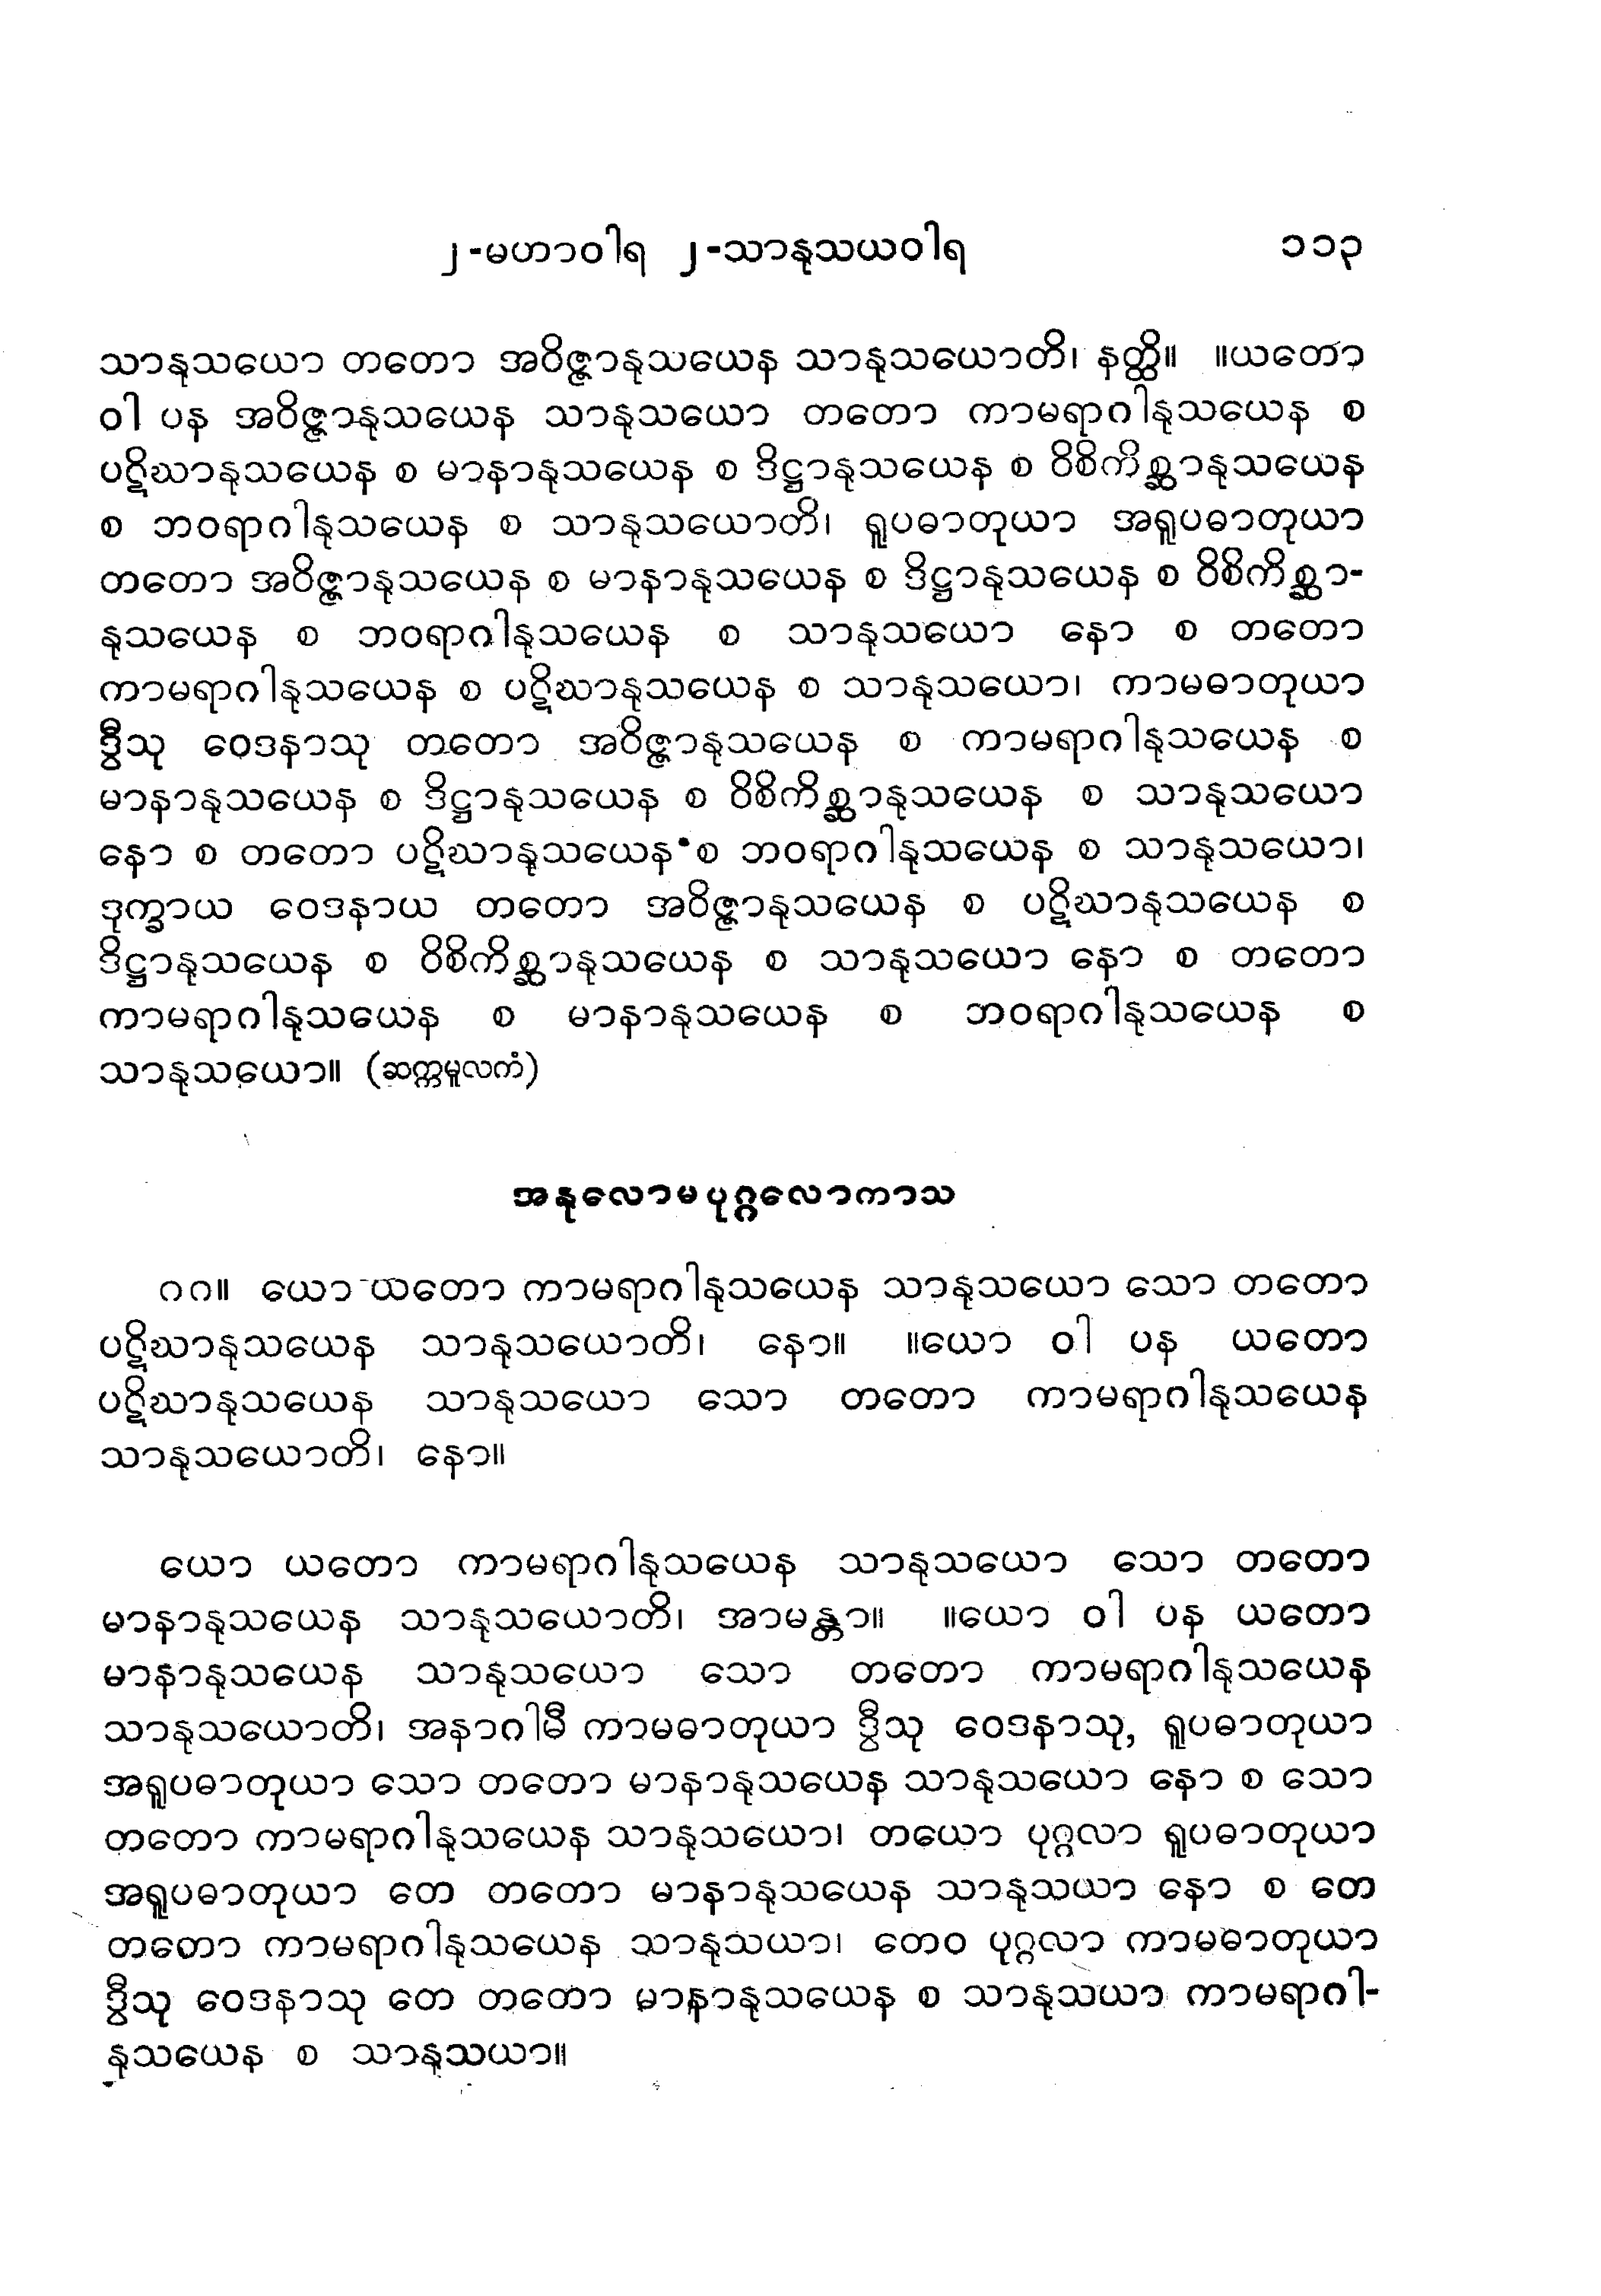 ၂-မဟာဝါရ ၂-သာနုသယဝါရ ၁၁၃
သာနုသယော တတော အဝိဇ္ဇာနုသယေန သာနုသယောတိ၊ နတ္ထိ။ ။ယတော
ဝါ ပန အဝိဇ္ဇာနုသယေန သာနုသယော တတော ကာမရာဂါနုသယေန စ
ပဋိဃာနုသယေန စ မာနာနုသယေန စ ဒိဋ္ဌာနုသယေန စ ဝိစိကိစ္ဆာနုသယေန
စ ဘဝရာဂါနုသယေန စ သာနုသယောတိ၊ ရူပဓာတုယာ အရူပဓာတုယာ
တတော အဝိဇ္ဇာနုသယေန စ မာနာနုသယေန စ ဒိဋ္ဌာနုသယေန စ ဝိစိကိစ္ဆာ-
နုသယေန စ ဘဝရာဂါနုသယေန စ သာနုသယော နော စ တတော
ကာမရာဂါနုသယေန စ ပဋိဃာနုသယေန စ သာနုသယော၊ ကာမဓာတုယာ
ဒွီသု ဝေဒနာသု တတော အဝိဇ္ဇာနုသယေန စ ကာမရာဂါနုသယေန စ
မာနာနုသယေန စ ဒိဋ္ဌာနုသယေန စ ဝိစိကိစ္ဆာနုသယေန စ သာနုသယော
နော စ တတော ပဋိဃာနုသယေန စ ဘဝရာဂါနုသယေန စ သာနုသယော၊
ဒုက္ခာယ ဝေဒနာယ တတော အဝိဇ္ဇာနုသယေန စ ပဋိဃာနုသယေန စ
ဒိဋ္ဌာနုသယေန စ ဝိစိကိစ္ဆာနုသယေန စ သာနုသယော နော စ တတော
ကာမရာဂါနုသယေန စ မာနာနုသယေန စ ဘဝရာဂါနုသယေန စ
သာနုသယော။ (ဆက္ကမူလကံ)
အနုလောမပုဂ္ဂလောကာသ
ဂဂ။ ယော ယတော ကာမရာဂါနုသယေန သာနုသယော သော တတော
ပဋိဃာနုသယေန သာနုသယောတိ၊ နော။ ။ယော ဝါ ပန ယတော
ပဋိဃာနုသယေန သာနုသယော သော တတော ကာမရာဂါနုသယေန
သာနုသယောတိ၊ နော။
ယော ယတော ကာမရာဂါနုသယေန သာနုသယော သော တတော
မာနာနုသယေန သာနုသယောတိ၊ အာမန္တာ။ ။ယော ဝါ ပန ယတော
မာနာနုသယေန သာနုသယော သော တတော ကာမရာဂါနုသယေန
သာနုသယောတိ၊ အနာဂါမီ ကာမဓာတုယာ ဒွီသု ဝေဒနာသု, ရူပဓာတုယာ
အရူပဓာတုယာ သော တတော မာနာနုသယေန သာနုသယော နော စ သော
တတော ကာမရာဂါနုသယေန သာနုသယော၊ တယော ပုဂ္ဂလာ ရူပဓာတုယာ
အရူပဓာတုယာ တေ တတော မာနာနုသယေန သာနုသယာ နော စ တေ
တတော ကာမရာဂါနုသယေန သာနုသယာ၊ တေဝ ပုဂ္ဂလာ ကာမဓာတုယာ
ဒွီသု ဝေဒနာသု တေ တတော မာနာနုသယေန စ သာနုသယာ ကာမရာဂါ-
နုသယေန စ သာနုသယာ။